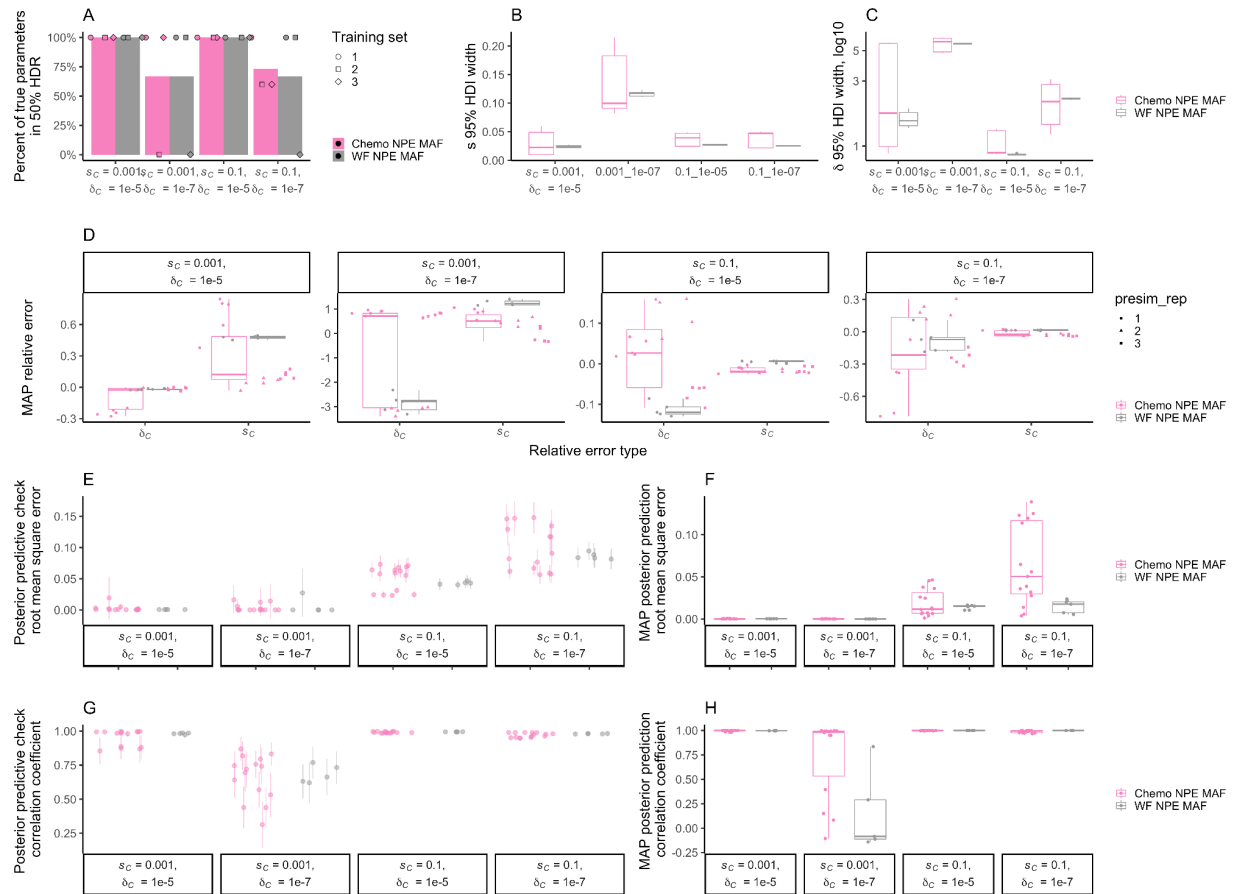 A
Percent of true parameters
in 50% HDR
100%
75%
50%
25%
0%
s_C = 0.001,
δ_C = 1e-5
s_C = 0.001,
δ_C = 1e-7
s_C = 0.1,
δ_C = 1e-5
s_C = 0.1,
δ_C = 1e-7
Training set
1
2
3
Chemo NPE MAF
WF NPE MAF
B
s 95% HDI width
0.20
0.15
0.10
0.05
0.00
s_C = 0.001,
δ_C = 1e-5
0.001_1e-07
0.1_1e-05
0.1_1e-07
C
δ 95% HDI width, log10
5
3
1
s_C = 0.001,
δ_C = 1e-5
s_C = 0.001,
δ_C = 1e-7
s_C = 0.1,
δ_C = 1e-5
s_C = 0.1,
δ_C = 1e-7
Chemo NPE MAF
WF NPE MAF
D
MAP relative error
s_C = 0.001,
δ_C = 1e-5
0.6
0.3
0.0
-0.3
δ_C
s_C
s_C = 0.001,
δ_C = 1e-7
1
0
-1
-2
-3
δ_C
s_C
s_C = 0.1,
δ_C = 1e-5
0.1
0.0
-0.1
δ_C
s_C
s_C = 0.1,
δ_C = 1e-7
0.3
0.0
-0.3
-0.6
δ_C
s_C
Relative error type
presim_rep
1
2
3
Chemo NPE MAF
WF NPE MAF
E
Posterior predictive check
root mean square error
0.15
0.10
0.05
0.00
s_C = 0.001,
δ_C = 1e-5
s_C = 0.001,
δ_C = 1e-7
s_C = 0.1,
δ_C = 1e-5
s_C = 0.1,
δ_C = 1e-7
F
MAP posterior prediction
root mean square error
0.10
0.05
0.00
s_C = 0.001,
δ_C = 1e-5
s_C = 0.001,
δ_C = 1e-7
s_C = 0.1,
δ_C = 1e-5
s_C = 0.1,
δ_C = 1e-7
Chemo NPE MAF
WF NPE MAF
G
Posterior predictive check
correlation coefficient
1.00
0.75
0.50
0.25
s_C = 0.001,
δ_C = 1e-5
s_C = 0.001,
δ_C = 1e-7
s_C = 0.1,
δ_C = 1e-5
s_C = 0.1,
δ_C = 1e-7
H
MAP posterior prediction
correlation coefficient
1.00
0.75
0.50
0.25
0.00
-0.25
s_C = 0.001,
δ_C = 1e-5
s_C = 0.001,
δ_C = 1e-7
s_C = 0.1,
δ_C = 1e-5
s_C = 0.1,
δ_C = 1e-7
Chemo NPE MAF
WF NPE MAF